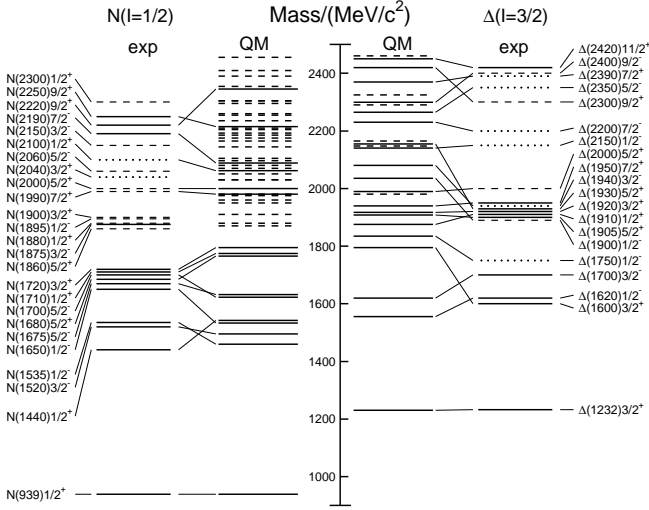 N(I=1/2) Mass/(MeV/c²) Δ(I=3/2)
exp QM QM exp
N(2300)1/2⁺
N(2250)9/2⁻
N(2220)9/2⁺
N(2190)7/2⁻
N(2150)3/2⁻
N(2100)1/2⁺
N(2060)5/2⁻
N(2040)3/2⁺
N(2000)5/2⁺
N(1990)7/2⁺
N(1900)3/2⁺
N(1895)1/2⁻
N(1880)1/2⁺
N(1875)3/2⁻
N(1860)5/2⁺
N(1720)3/2⁺
N(1710)1/2⁺
N(1700)5/2⁻
N(1680)5/2⁺
N(1675)5/2⁻
N(1650)1/2⁻
N(1535)1/2⁻
N(1520)3/2⁻
N(1440)1/2⁺
N(939)1/2⁺
2400
2200
2000
1800
1600
1400
1200
1000
Δ(2420)11/2⁺
Δ(2400)9/2⁻
Δ(2390)7/2⁺
Δ(2350)5/2⁻
Δ(2300)9/2⁺
Δ(2200)7/2⁻
Δ(2150)1/2⁻
Δ(2000)5/2⁺
Δ(1950)7/2⁺
Δ(1940)3/2⁻
Δ(1930)5/2⁻
Δ(1920)3/2⁺
Δ(1910)1/2⁺
Δ(1905)5/2⁺
Δ(1900)1/2⁻
Δ(1750)1/2⁻
Δ(1700)3/2⁻
Δ(1620)1/2⁻
Δ(1600)3/2⁺
Δ(1232)3/2⁺